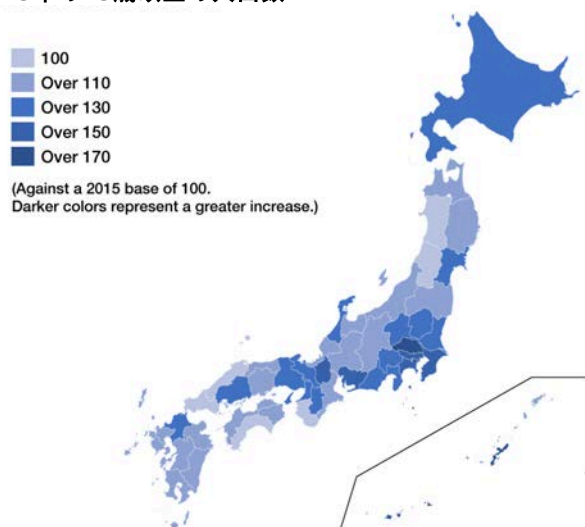 100
Over 110
Over 130
Over 150
Over 170
(Against a 2015 base of 100.
Darker colors represent a greater increase.)